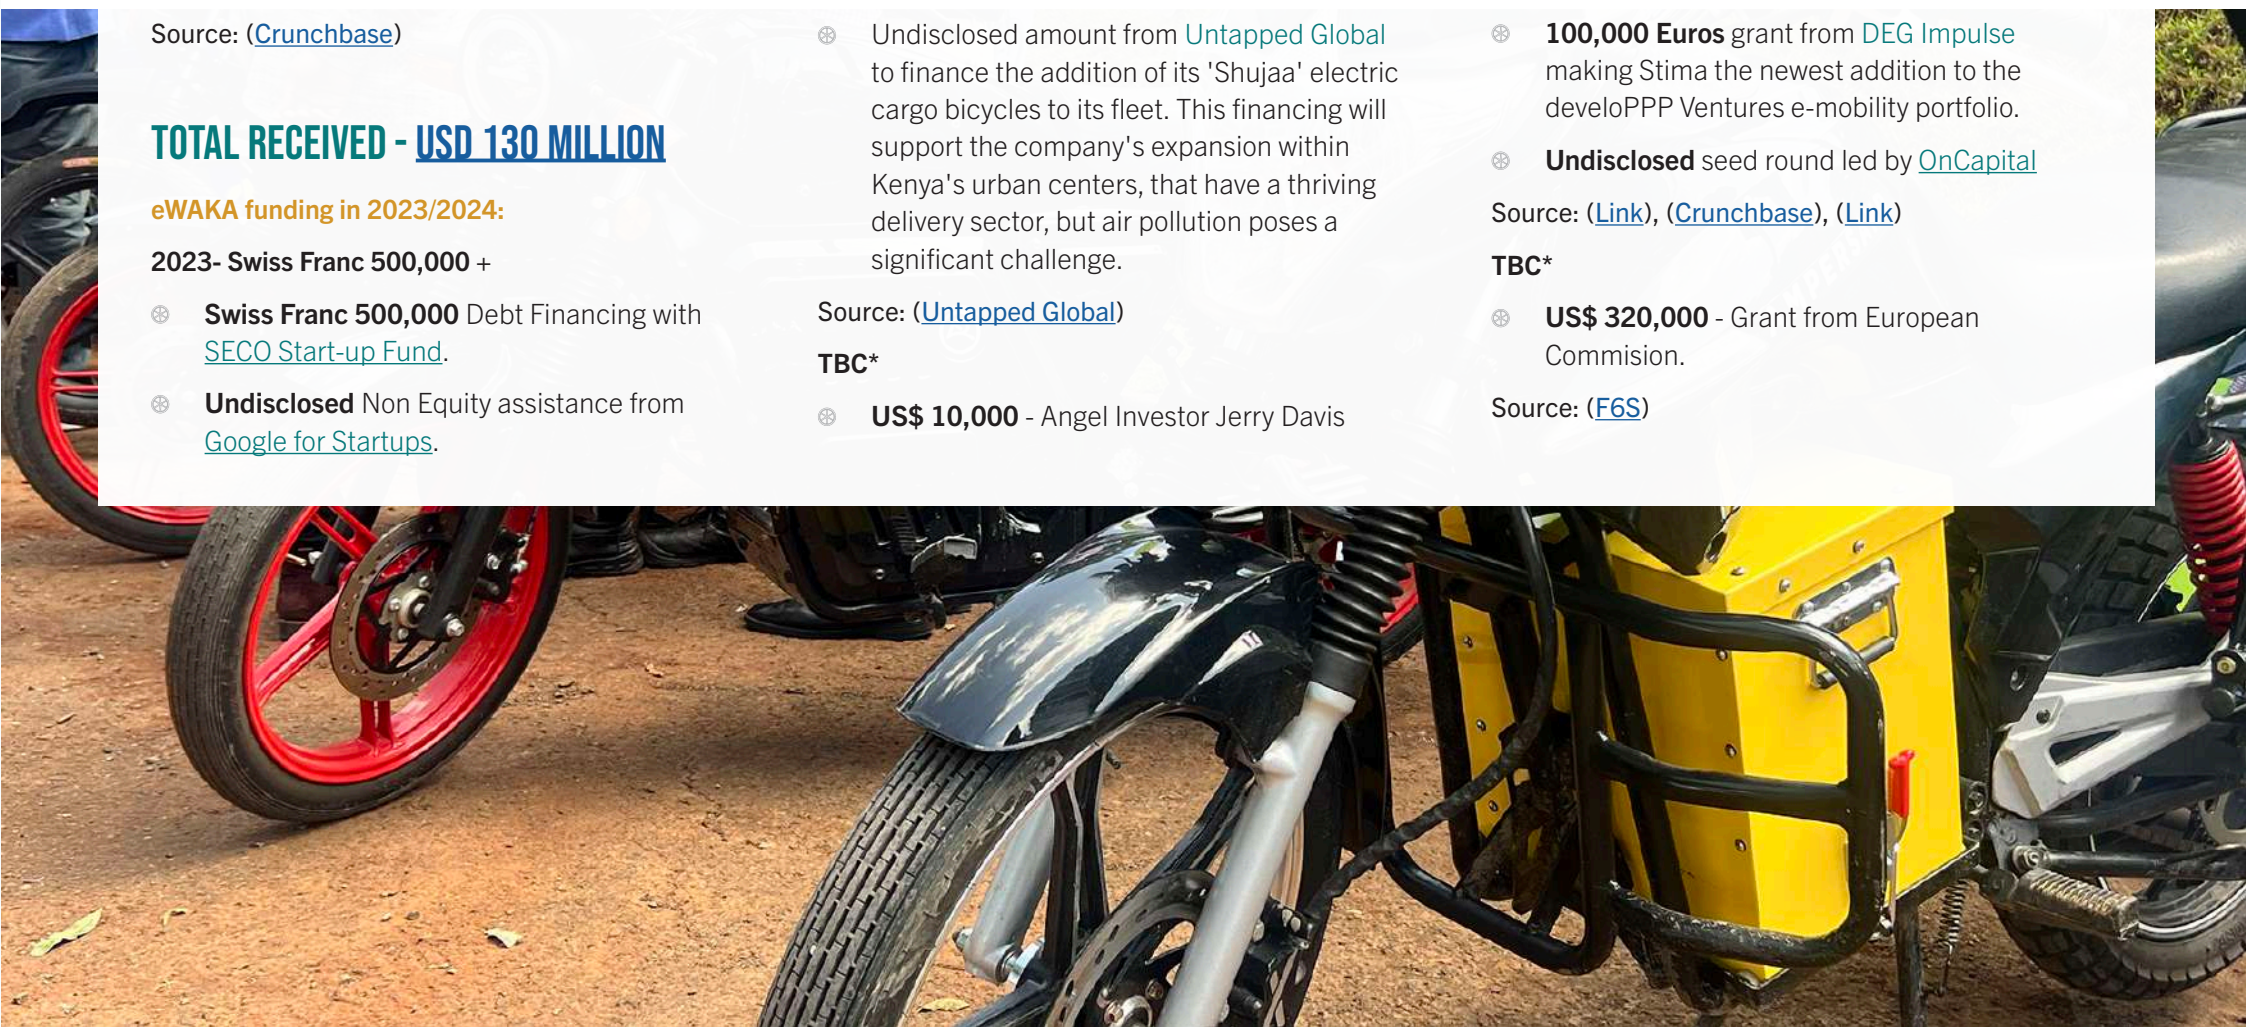 Source: (Crunchbase)
TOTAL RECEIVED - USD 130 MILLION
eWAKA funding in 2023/2024:
2023- Swiss Franc 500,000 +
Swiss Franc 500,000 Debt Financing with
SECO Start-up Fund.
Undisclosed Non Equity assistance from
Google for Startups.
Undisclosed amount from Untapped Global
to finance the addition of its 'Shujaa' electric
cargo bicycles to its fleet. This financing will
support the company's expansion within
Kenya's urban centers, that have a thriving
delivery sector, but air pollution poses a
significant challenge.
Source: (Untapped Global)
TBC*
US$ 10,000 - Angel Investor Jerry Davis
100,000 Euros grant from DEG Impulse
making Stima the newest addition to the
develoPPP Ventures e-mobility portfolio.
Undisclosed seed round led by OnCapital
Source: (Link), (Crunchbase), (Link)
TBC*
US$ 320,000 - Grant from European
Commision.
Source: (F6S)